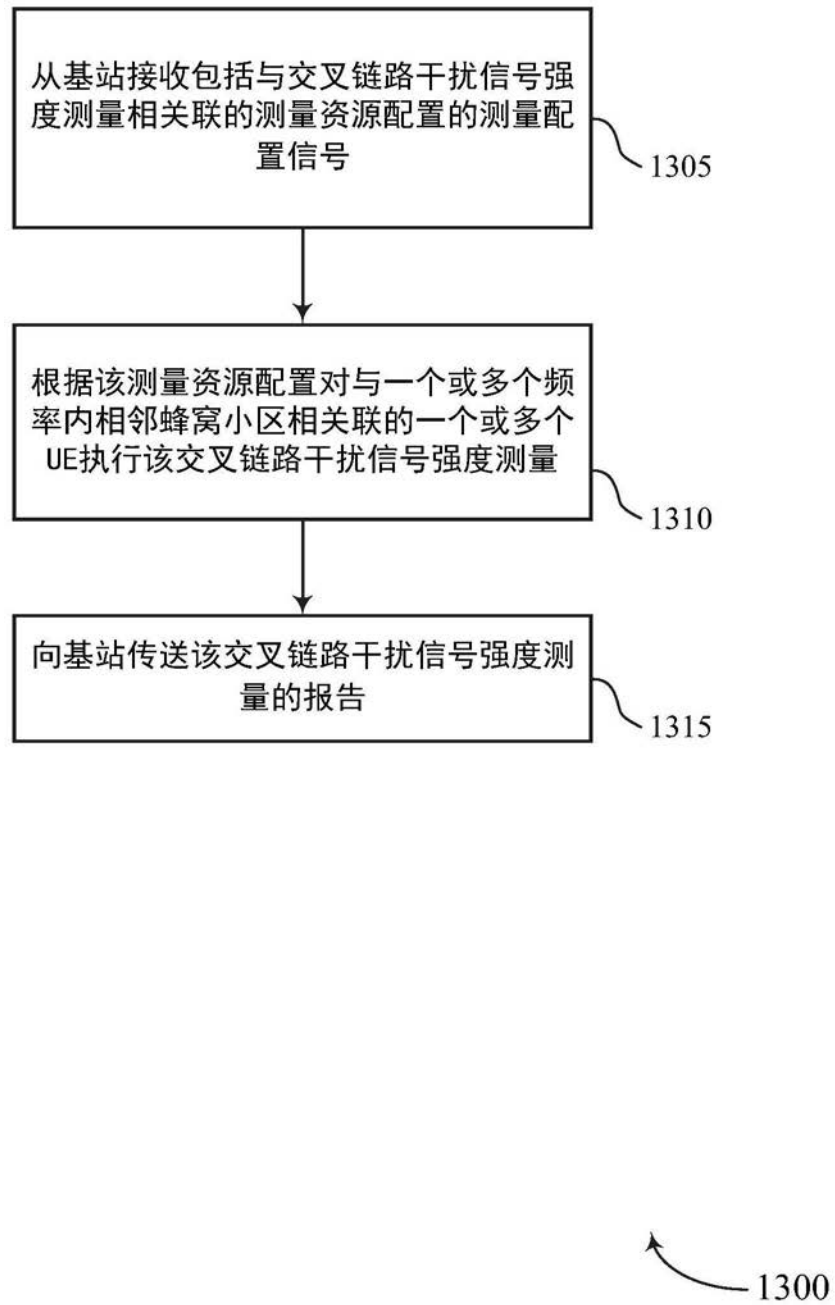 从基站接收包括与交叉链路干扰信号强
度测量相关联的测量资源配置的测量配
置信号
1305
根据该测量资源配置对与一个或多个频
率内相邻蜂窝小区相关联的一个或多个
UE执行该交叉链路干扰信号强度测量
1310
向基站传送该交叉链路干扰信号强度测
量的报告
1315
1300